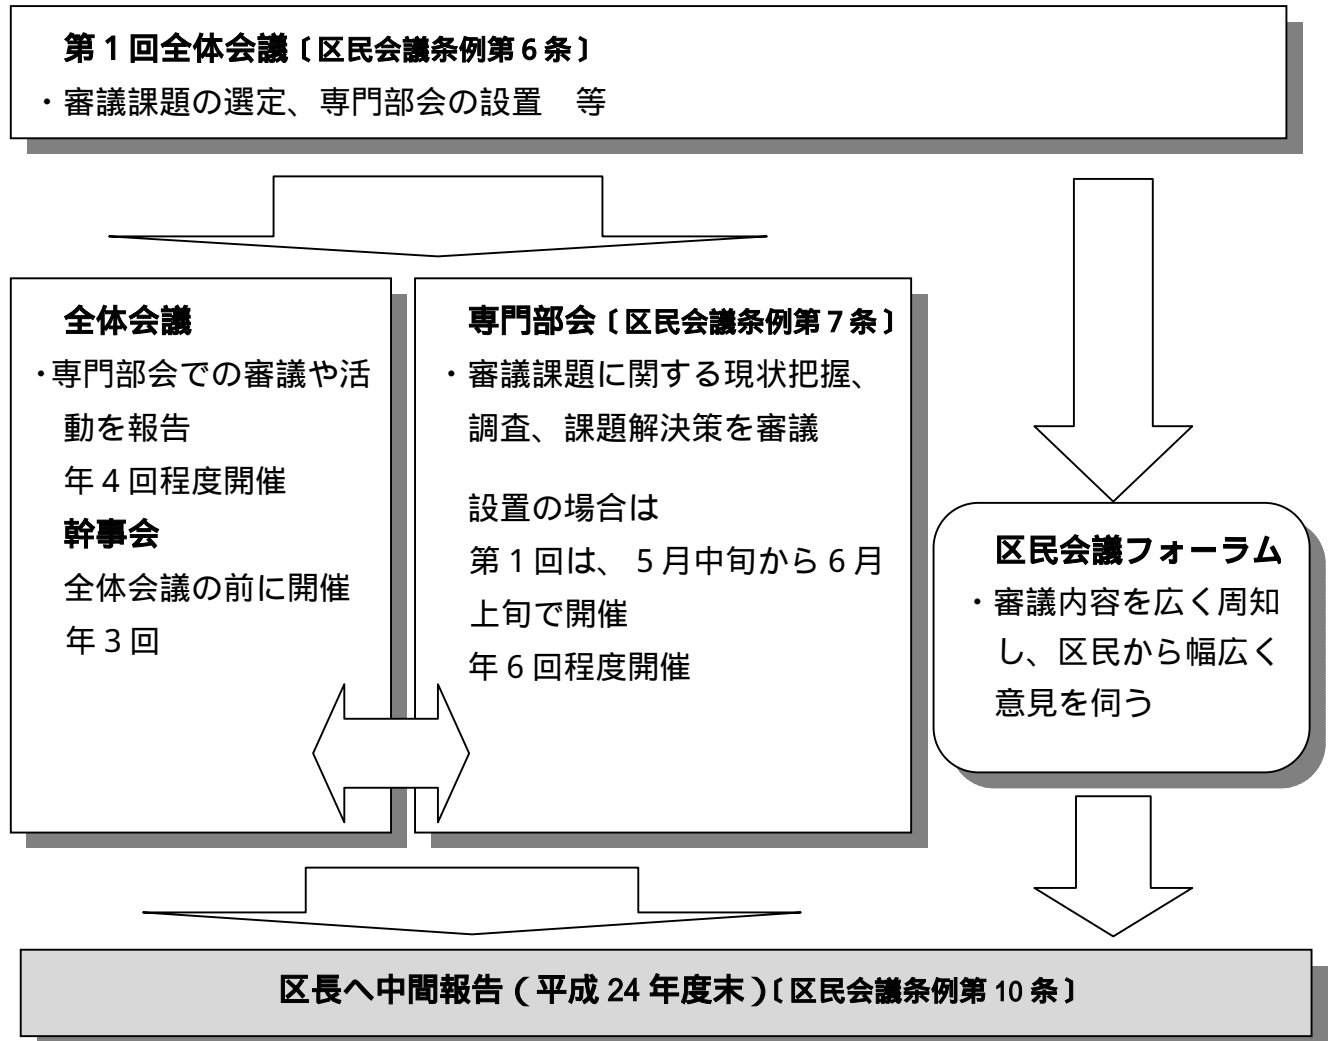 第1回全体会議〔区民会議条例第6条〕
・審議課題の選定、専門部会の設置　等
全体会議
・専門部会での審議や活
動を報告
年4回程度開催
幹事会
全体会議の前に開催
年3回
専門部会〔区民会議条例第7条〕
・審議課題に関する現状把握、
調査、課題解決策を審議
設置の場合は
第1回は、5月中旬から6月
上旬で開催
年6回程度開催
区民会議フォーラム
・審議内容を広く周知
し、区民から幅広く
意見を伺う
区長へ中間報告（平成24年度末）〔区民会議条例第10条〕